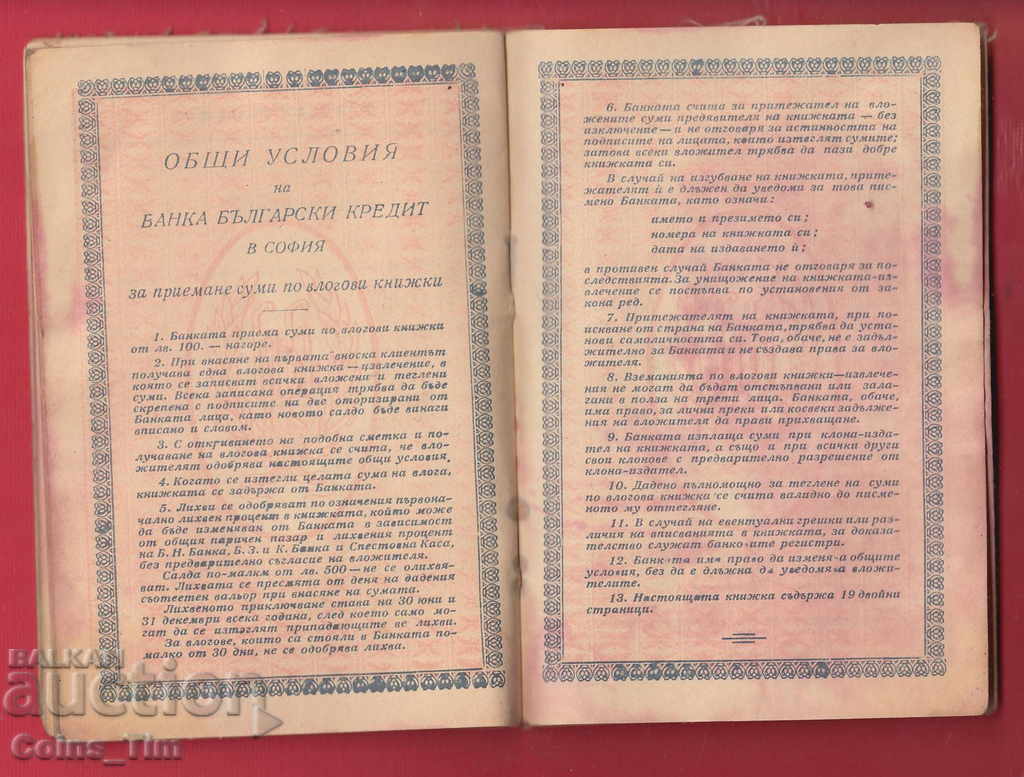 ОБЩИ УСЛОВИЯ
на
БАНКА БЪЛГАРСКИ КРЕДИТ
В СОФИЯ
за приемане суми по влогови книжки
1. Банката приема суми по влогови книжки
от лв. 100. — нагоре.
2. При внасяне на първата вноска клиентът
получава една влогова книжка — извлечение, в
която се записват всички вложени и теглени
суми. Всека записана операция трябва да бъде
скрепена с подписите на две оторизирани от
Банката лица, като новото салдо бъде винаги
вписано и словом.
3. С откриването на подобна сметка и по-
лучаване на влогова книжка се счита, че вло-
жителят одобрява настоящите общи условия,
4. Когато се изтегли целата сума на влога,
книжката се задържа от Банката.
5. Лихви се одобряват по означения първона-
чално лихвен процент в книжката, който може
да бъде изменяван от Банката в зависимост
от общия паричен пазар и лихвения процент
на Б. Н. Банка, Б. З. и К. Банка и Спестовна Каса,
без предварително съгласие на вложителя.
Салда по-малки от лв. 500 — не се олихвя-
ват. Лихвата се пресмята от деня на дадения
съответен вальор при внасяне на сумата.
Лихвеното приключване става на 30 юни и
31 декември всека година, след което само мо-
гат да се изтеглят припадащите ве лихви.
За влогове, които са стояли в Банката по-
малко от 30 дни, не се одобрява лихва.
6. Банката счита за притежател на вло-
жените суми предявителя на книжката — без
изключение — и не отговаря за истинността на
подписите на лицата, които изтеглят сумите;
затова всеки вложител трябва да пази добре
книжката си.
В случай на изгубване на книжката, прите-
жателят ѝ е длъжен да уведоми за това пис-
мено Банката, като означи:
името и презимето си;
номера на книжката си;
дата на издаването ѝ;
в противен случай Банката не отговаря за по-
следствията. За унищожение на книжката-из-
влечение се постъпва по установения от за-
кона ред.
7. Притежателят на книжката, при по-
искване от страна на Банката, трябва да уста-
нови самоличността си. Това, обаче, не е задъл-
жително за Банката и не създава права за вло-
жителя.
8. Вземанията по влогови книжки — извлече-
ния не могат да бъдат отстъпвани или зала-
гани в полза на трети лица. Банката, обаче,
има право, за лични преки или косвеки задълже-
ния на вложителя да прави прихващане.
9. Банката изплаща суми при клона-изда-
тел на книжката, а също и при всички други
свои клонове с предварително разрешение от
клона-издател.
10. Дадено пълномощно за теглене на суми
по влогова книжка се счита валидно до писме-
ното му оттегляне.
11. В случай на евентуални грешки или раз-
личия на вписванията в книжката, за доказа-
телство служат банковите регистри.
12. Банката има право да изменява общите
условия, без да е длъжна да уведомява вложи-
телите.
13. Настоящата книжка съдържа 19 двойни
страници.
BALKAN
auction
Coins_Tim